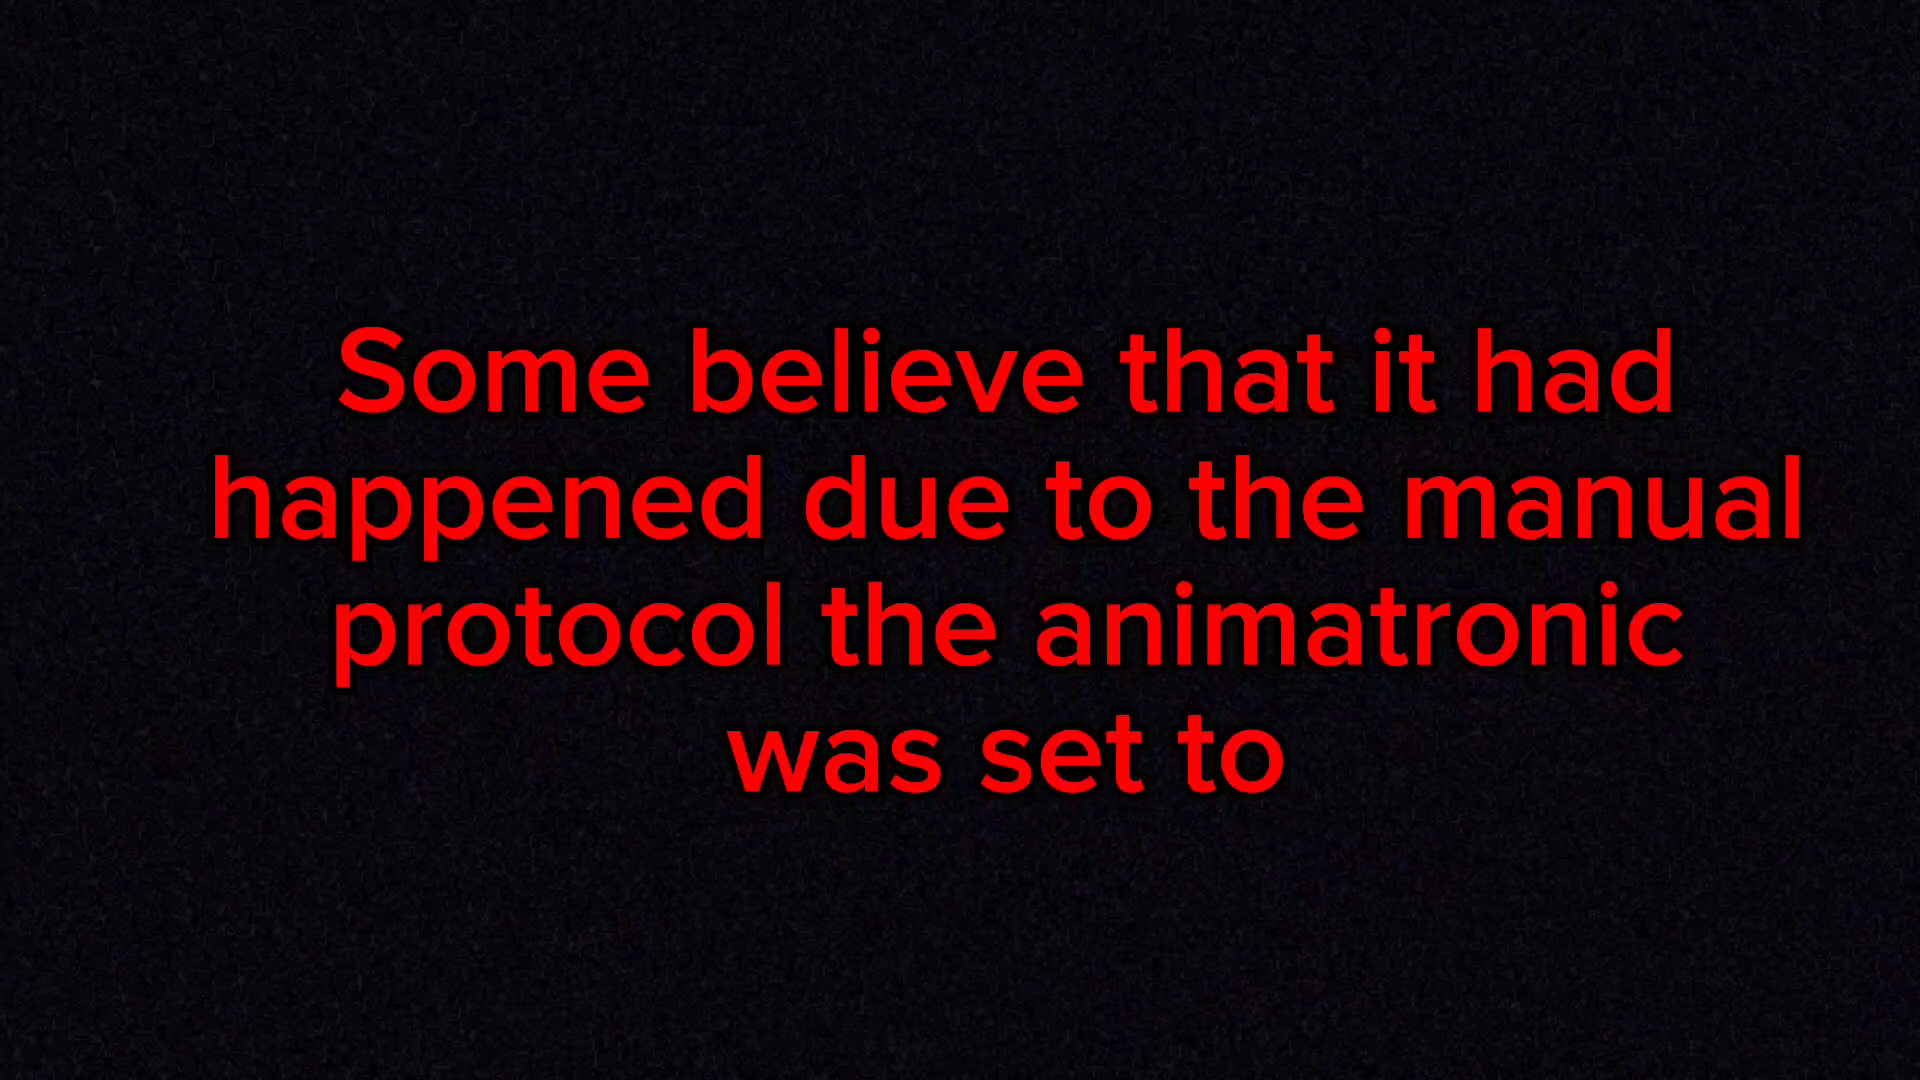 Some believe that it had
happened due to the manual
protocol the animatronic
was set to